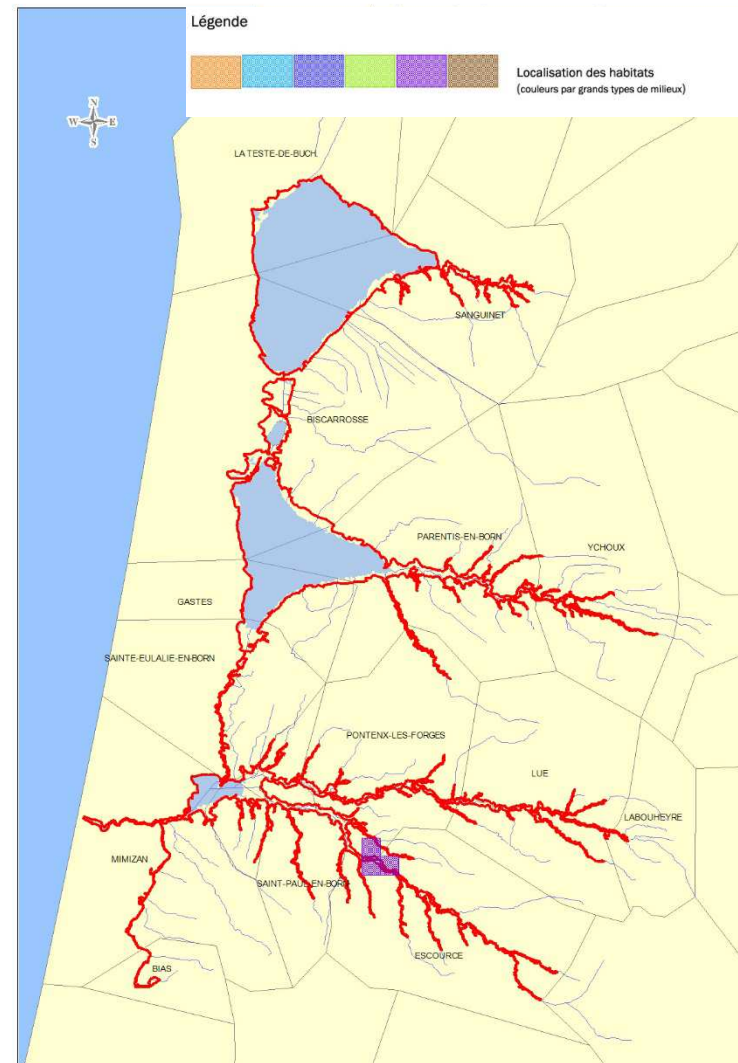 Légende
Localisation des habitats
(couleurs par grands types de milieux)
N
W E
S
LA TESTE-DE-BUCH
SANGUINET
BISCARROSSE
PARENTIS-EN-BORN
YCHOUX
GASTES
SAINTE-EULALIE-EN-BORN
PONTENX-LES-FORGES
LUE
LABOUHEYRE
MIMIZAN
SAINT-PAUL-EN-BORN
ESCOURCE
BIAS